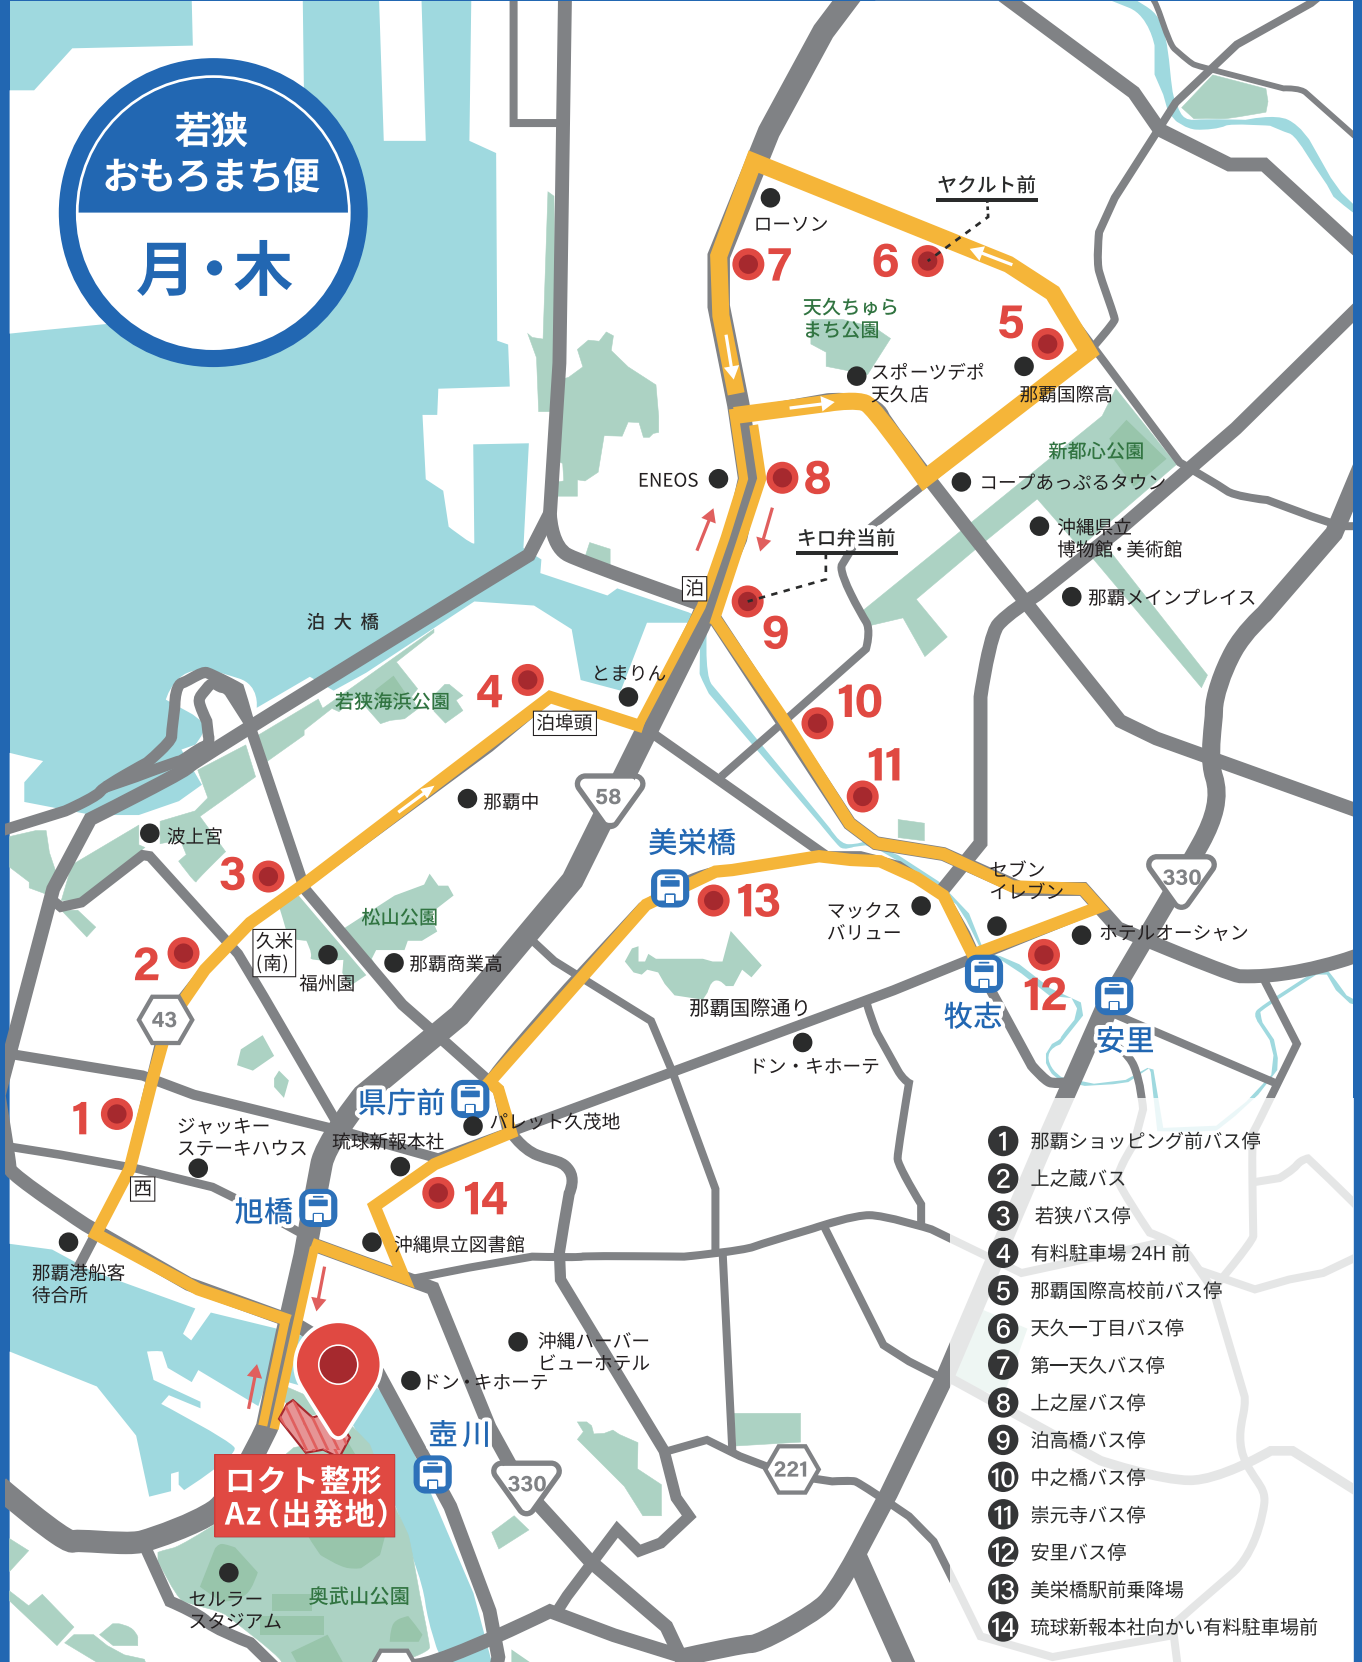 若狭
おもろまち便
月・木
ヤクルト前
ローソン
7
6
5
天久ちゅら
まち公園
スポーツデポ
天久店
那覇国際高
新都心公園
ENEOS
8
コープあっぷるタウン
キロ弁当前
沖縄県立
博物館・美術館
泊
那覇メインプレイス
9
泊大橋
とまりん
4
若狭海浜公園
泊埠頭
10
11
58
那覇中
波上宮
美栄橋
3
セブン
イレブン
330
13
マックス
バリュー
松山公園
久米
(南)
2
那覇商業高
福州園
ホテルオーシャン
12
牧志
安里
那覇国際通り
ドン・キホーテ
43
県庁前
1
ジャッキー
ステーキハウス
パレット久茂地
琉球新報本社
西
旭橋
14
沖縄県立図書館
那覇港船客
待合所
沖縄ハーバー
ビューホテル
ドン・キホーテ
壺川
330
221
ロクト整形
Az(出発地)
セルラー
スタジアム
奥武山公園
1 那覇ショッピング前バス停
2 上之蔵バス
3 若狭バス停
4 有料駐車場 24H 前
5 那覇国際高校前バス停
6 天久一丁目バス停
7 第一天久バス停
8 上之屋バス停
9 泊高橋バス停
10 中之橋バス停
11 崇元寺バス停
12 安里バス停
13 美栄橋駅前乗降場
14 琉球新報本社向かい有料駐車場前